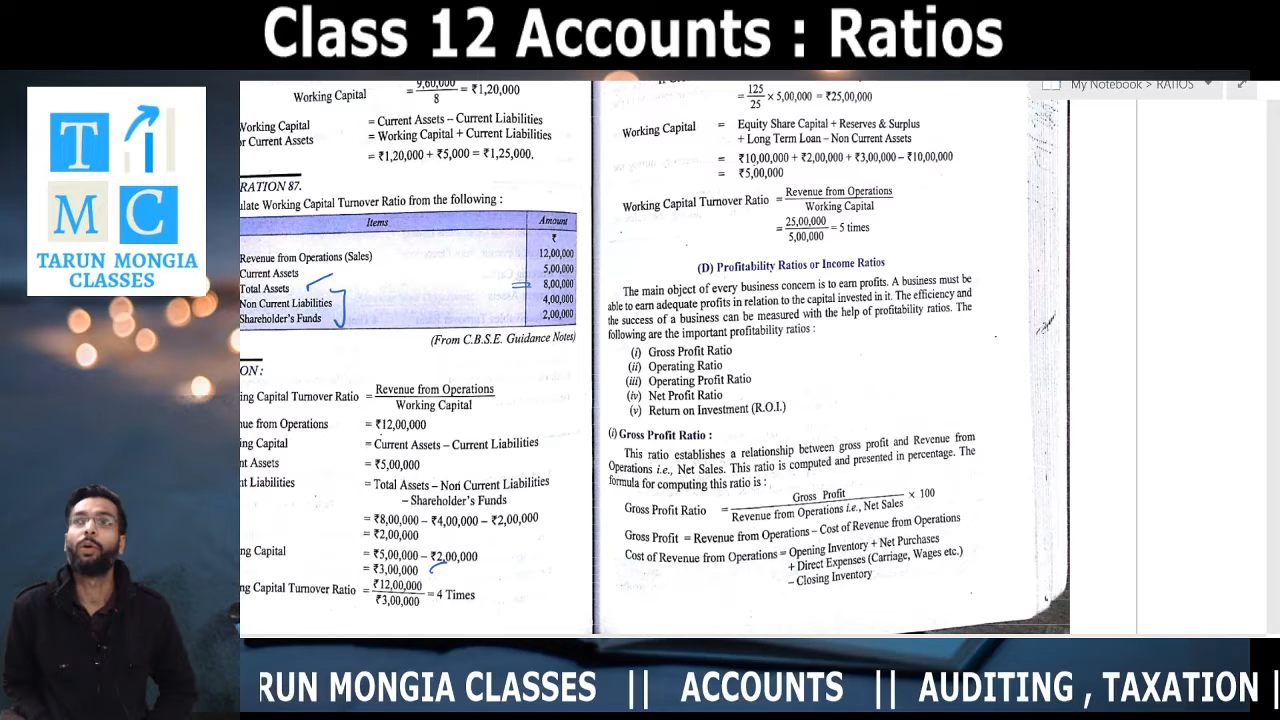 Class 12 Accounts : Ratios
T i
M C
TARUN MONGIA
CLASSES
My Notebook > RATIOS
Working Capital = 9,60,000 / 8 = ₹1,20,000
Working Capital = Current Assets – Current Liabilities
or Current Assets = Working Capital + Current Liabilities
= ₹1,20,000 + ₹5,000 = ₹1,25,000.
RATION 87.
ulate Working Capital Turnover Ratio from the following :
Items Amount
₹
Revenue from Operations (Sales) 12,00,000
Current Assets 5,00,000
Total Assets 8,00,000
Non Current Liabilities 4,00,000
Shareholder's Funds 2,00,000
(From C.B.S.E. Guidance Notes)
ON :
ing Capital Turnover Ratio = Revenue from Operations / Working Capital
nue from Operations = ₹12,00,000
ing Capital = Current Assets – Current Liabilities
nt Assets = ₹5,00,000
nt Liabilities = Total Assets – Non Current Liabilities
– Shareholder's Funds
= ₹8,00,000 – ₹4,00,000 – ₹2,00,000
= ₹2,00,000
ng Capital = ₹5,00,000 – ₹2,00,000
= ₹3,00,000
ng Capital Turnover Ratio = ₹12,00,000 / ₹3,00,000 = 4 Times
= 125 / 25 × 5,00,000 = ₹25,00,000
Working Capital = Equity Share Capital + Reserves & Surplus
+ Long Term Loan – Non Current Assets
= ₹10,00,000 + ₹2,00,000 + ₹3,00,000 – ₹10,00,000
= ₹5,00,000
Working Capital Turnover Ratio = Revenue from Operations / Working Capital
= 25,00,000 / 5,00,000 = 5 times
(D) Profitability Ratios or Income Ratios
The main object of every business concern is to earn profits. A business must be
able to earn adequate profits in relation to the capital invested in it. The efficiency and
the success of a business can be measured with the help of profitability ratios. The
following are the important profitability ratios :
(i) Gross Profit Ratio
(ii) Operating Ratio
(iii) Operating Profit Ratio
(iv) Net Profit Ratio
(v) Return on Investment (R.O.I.)
(i) Gross Profit Ratio :
This ratio establishes a relationship between gross profit and Revenue from
Operations i.e., Net Sales. This ratio is computed and presented in percentage. The
formula for computing this ratio is :
Gross Profit Ratio = Gross Profit / Revenue from Operations i.e., Net Sales × 100
Gross Profit = Revenue from Operations – Cost of Revenue from Operations
Cost of Revenue from Operations = Opening Inventory + Net Purchases
+ Direct Expenses (Carriage, Wages etc.)
– Closing Inventory
RUN MONGIA CLASSES || ACCOUNTS || AUDITING , TAXATION |